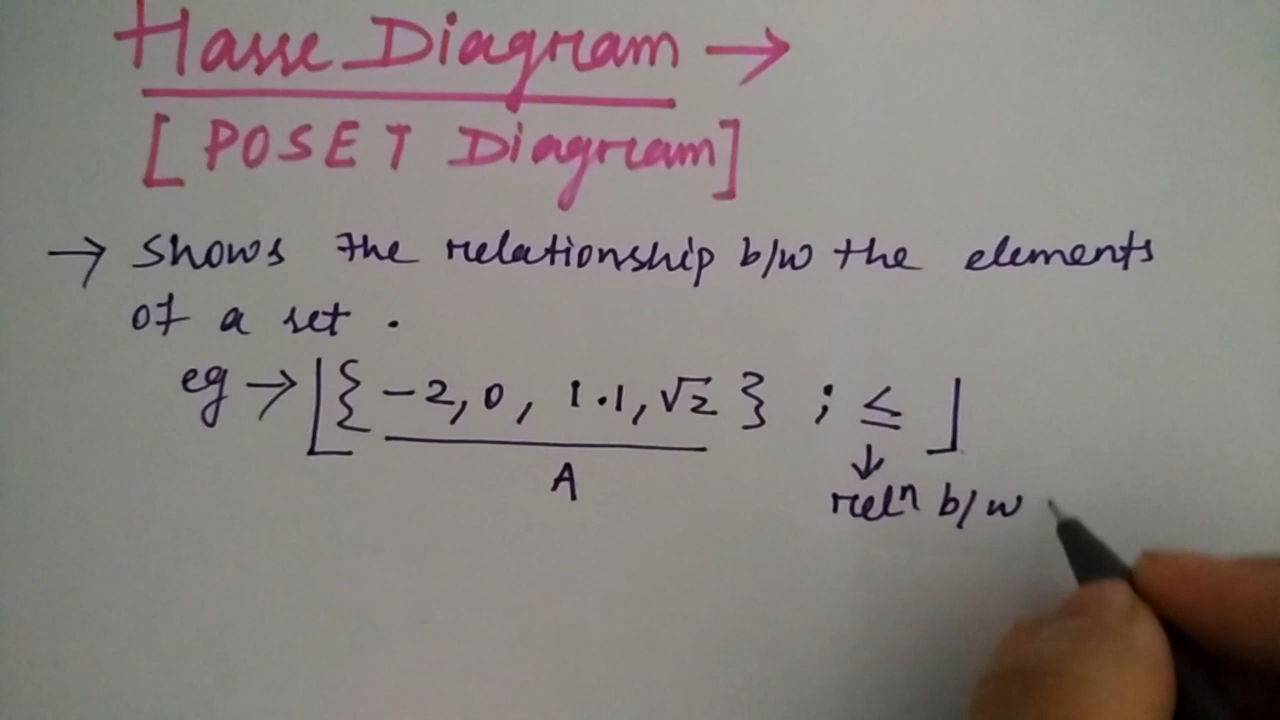 Hasse Diagram →
[POSET Diagram]
→ Shows the relationship b/w the elements
of a set.
eg → ⌊{-2, 0, 1.1, √2} ; ≤⌋
A ↓
relⁿ b/w